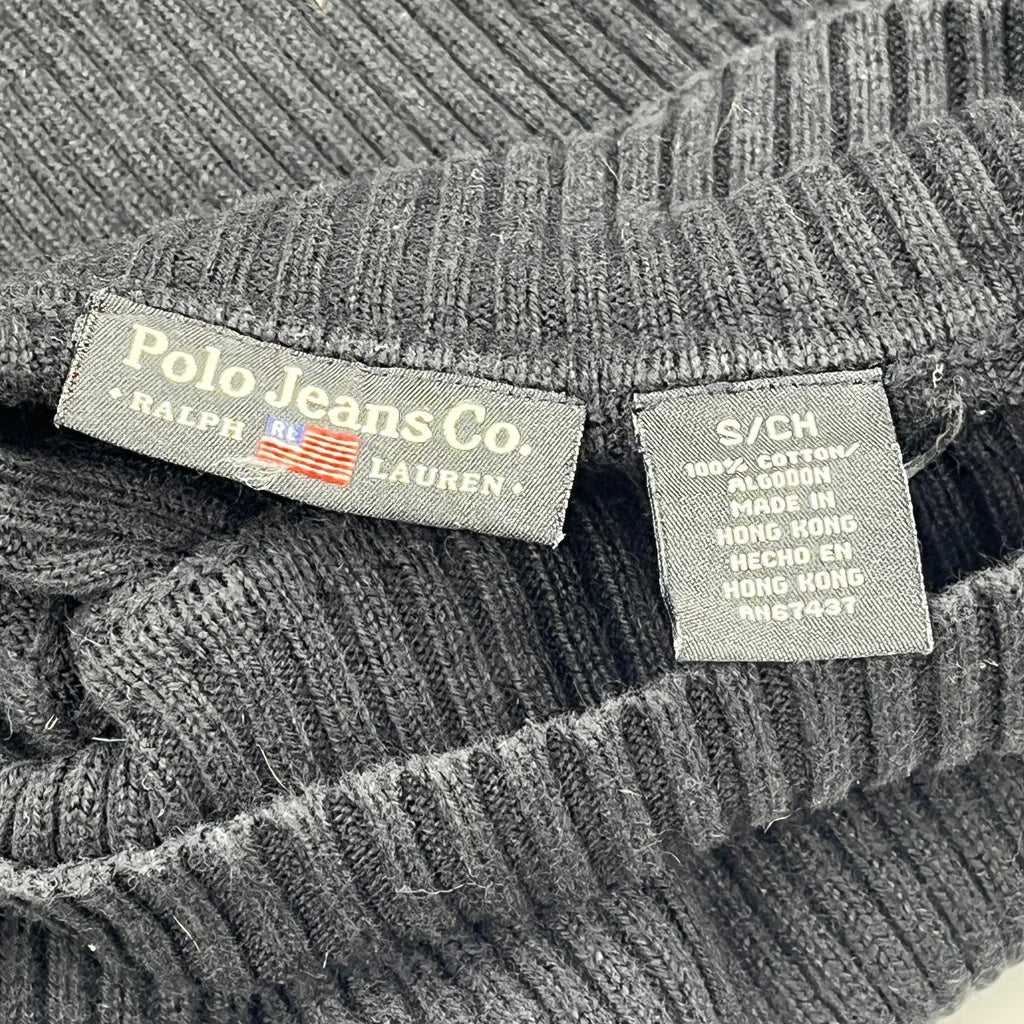 Polo Jeans Co.
• RALPH RL LAUREN •
S/CH
100% COTTON/
ALGODON
MADE IN
HONG KONG
HECHO EN
HONG KONG
RN67437